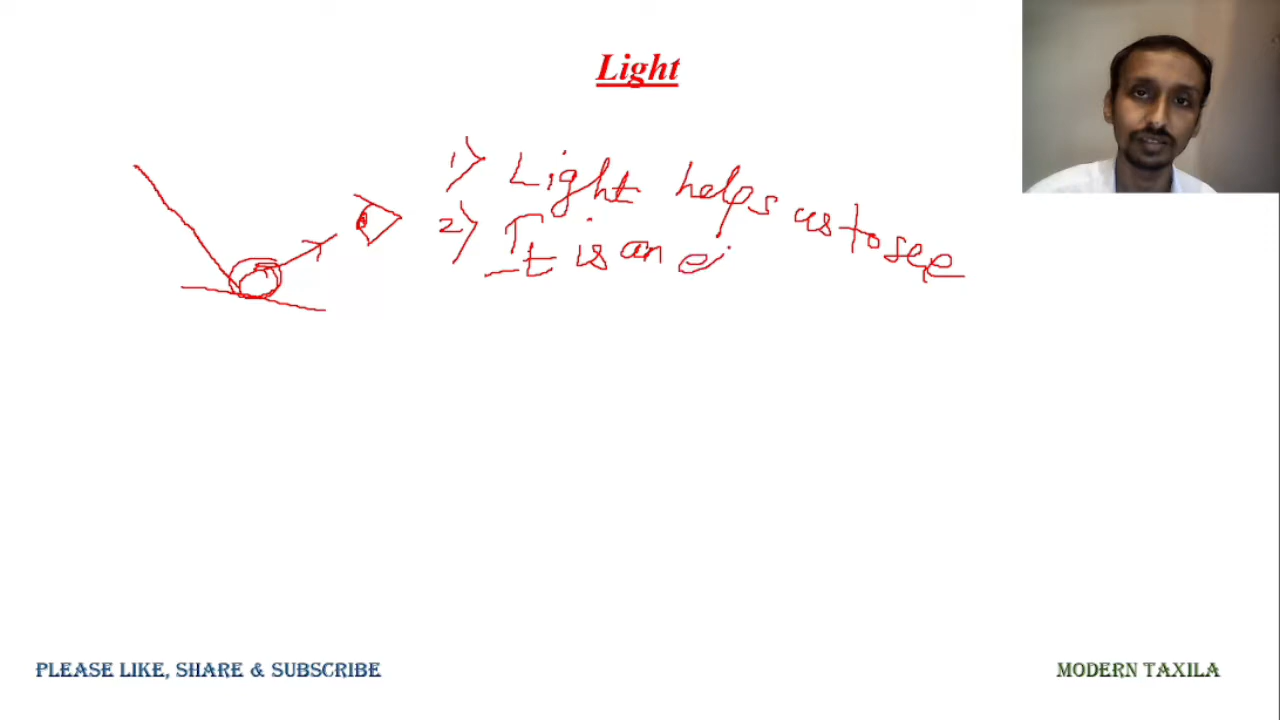 Light
1) Light helps us to see
2) It is an
PLEASE LIKE, SHARE & SUBSCRIBE
MODERN TAXILA